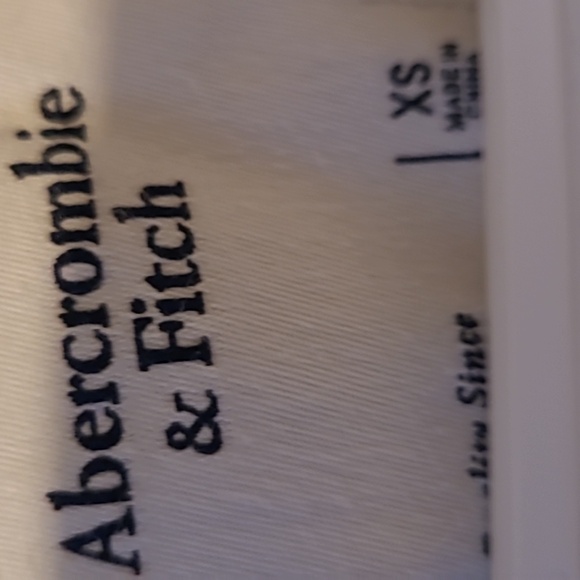 Abercrombie
& Fitch
XS
MADE IN
CHINA
Since